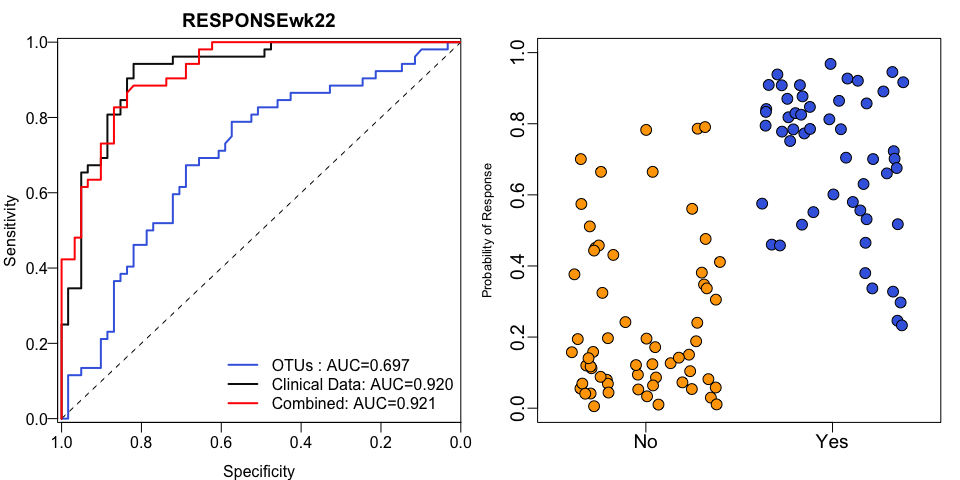 RESPONSEwk22
Sensitivity
1.0
0.8
0.6
0.4
0.2
0.0
OTUs : AUC=0.697
Clinical Data: AUC=0.920
Combined: AUC=0.921
1.0 0.8 0.6 0.4 0.2 0.0
Specificity
Probability of Response
1.0
0.8
0.6
0.4
0.2
0.0
No Yes